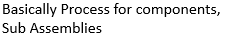 Basically Process for components,
Sub Assemblies